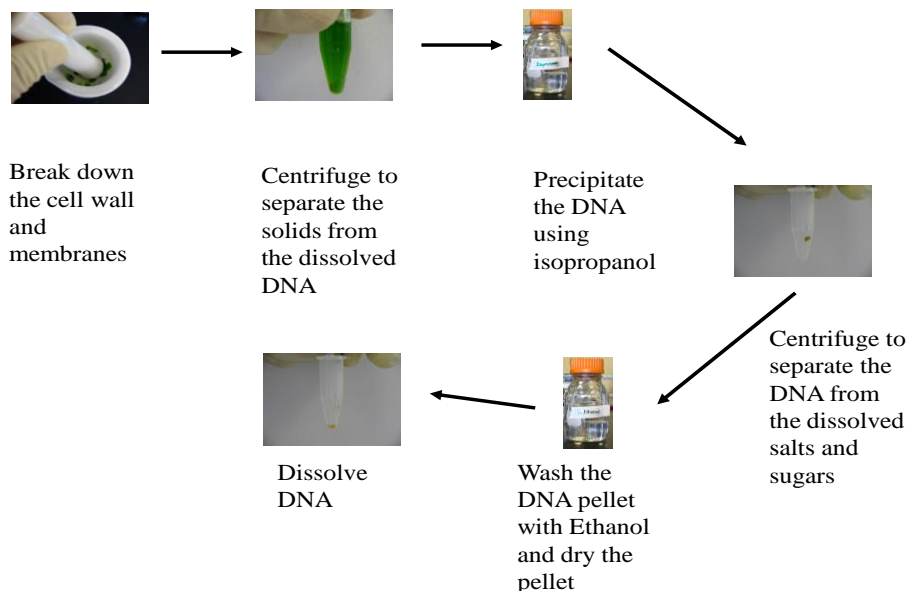 Break down
the cell wall
and
membranes
Centrifuge to
separate the
solids from
the dissolved
DNA
Precipitate
the DNA
using
isopropanol
Centrifuge to
separate the
DNA from
the dissolved
salts and
sugars
Ethanol
Wash the
DNA pellet
with Ethanol
and dry the
pellet
Dissolve
DNA